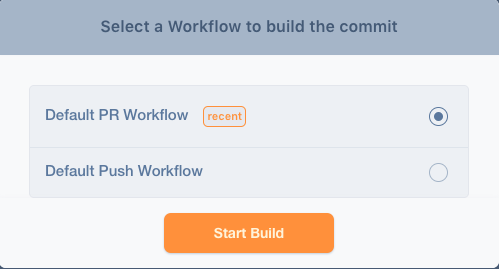 Select a Workflow to build the commit
Default PR Workflow recent
Default Push Workflow
Start Build